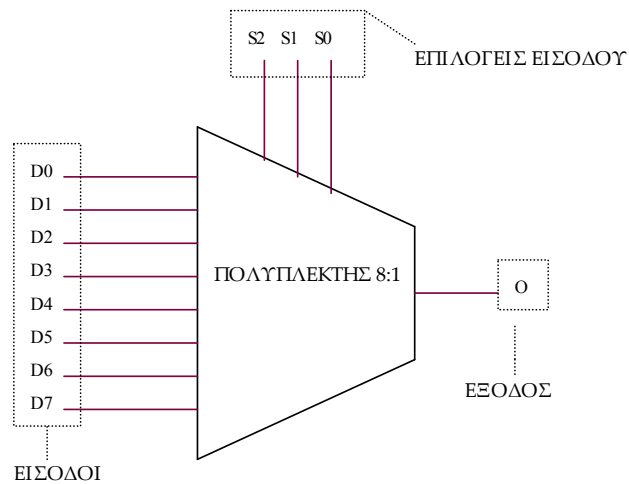 S2 S1 S0
ΕΠΙΛΟΓΕΙΣ ΕΙΣΟΔΟΥ
D0
D1
D2
D3
D4
D5
D6
D7
ΠΟΛΥΠΛΕΚΤΗΣ 8:1
O
ΕΞΟΔΟΣ
ΕΙΣΟΔΟΙ